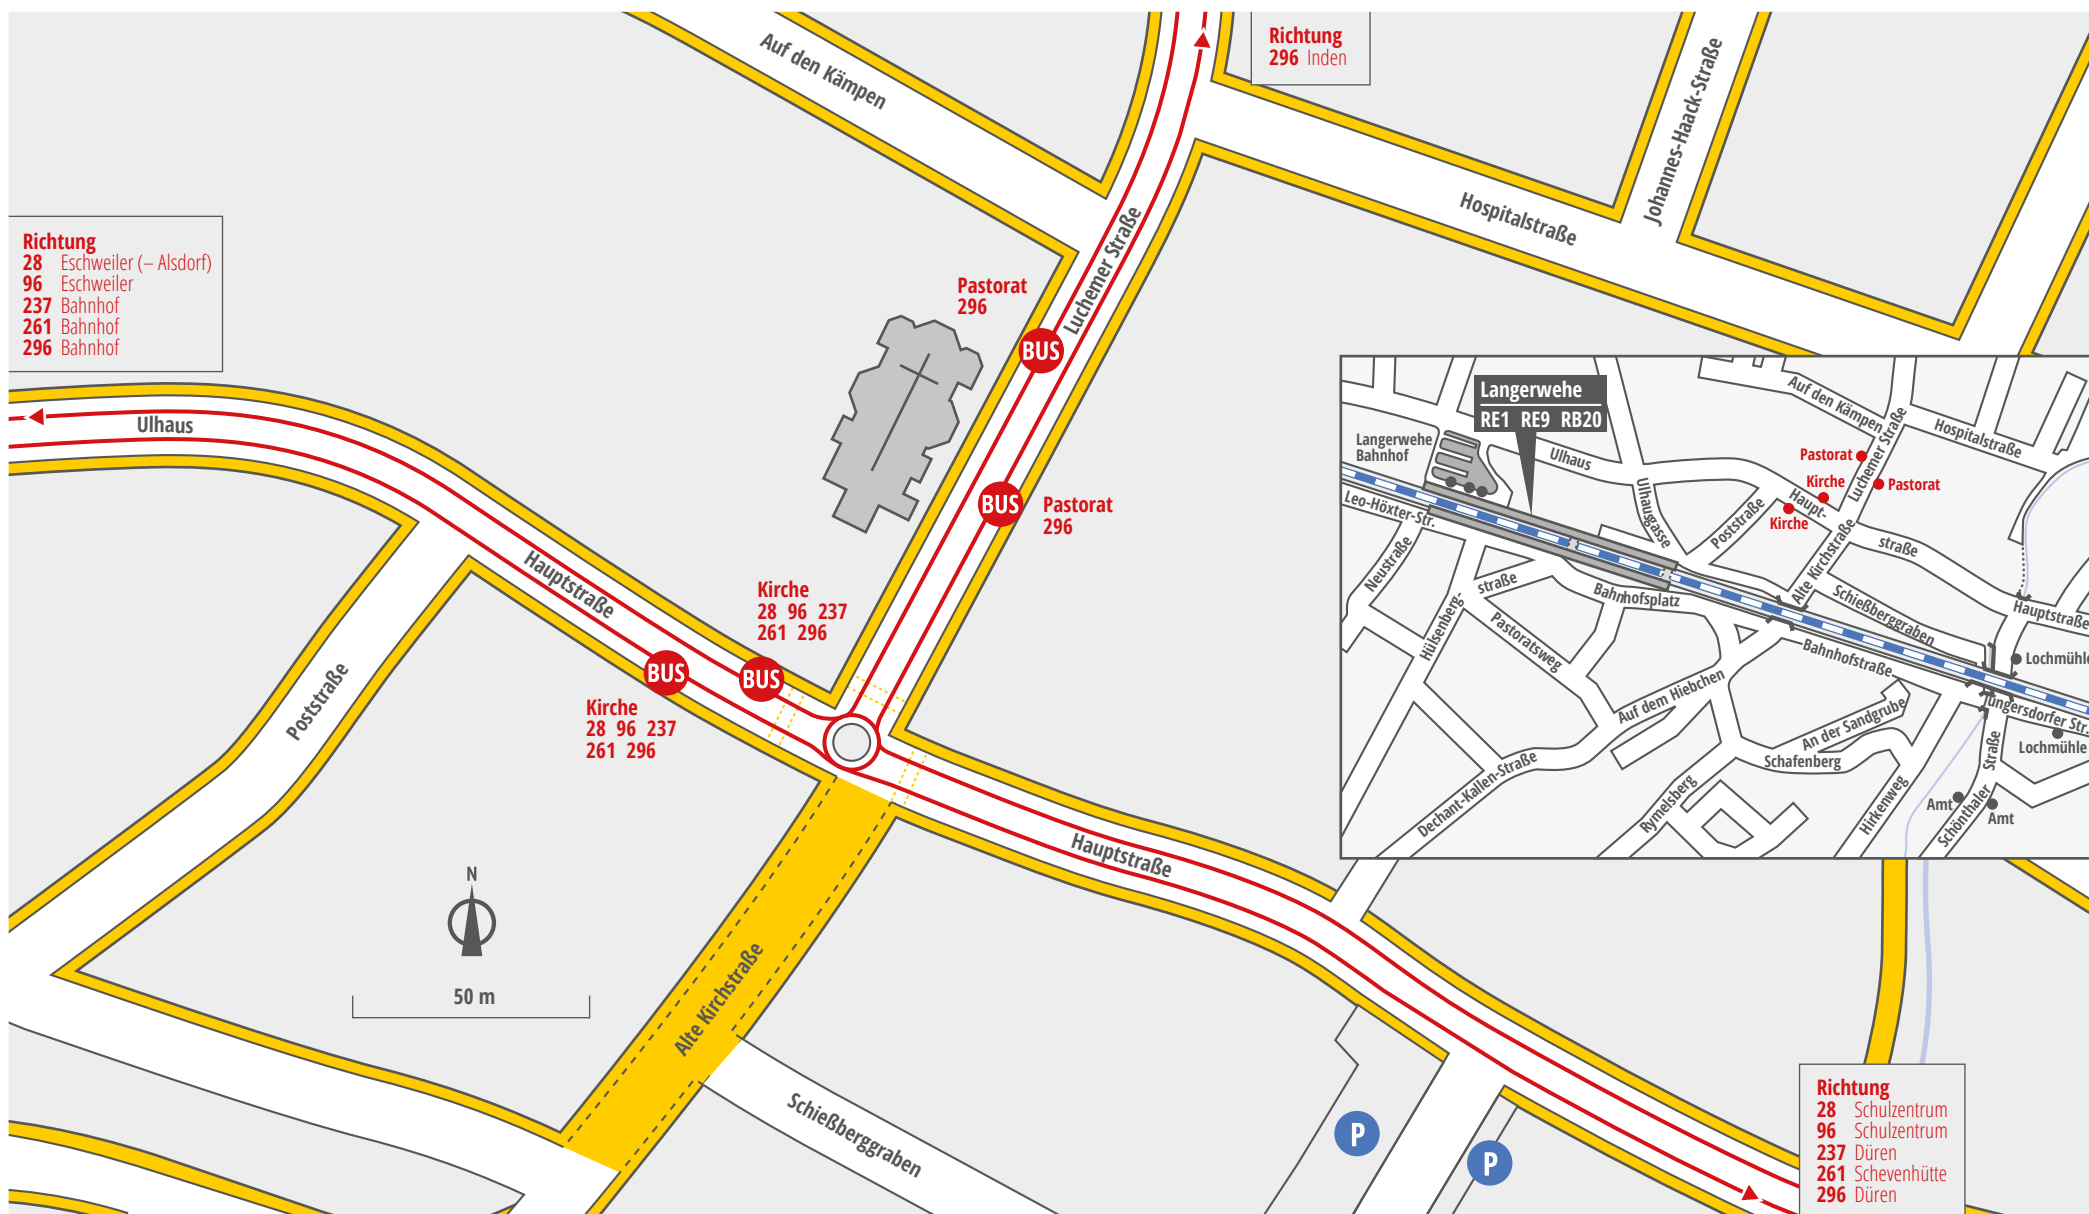 Auf den Kämpen
Richtung
296 Inden
Johannes-Haack-Straße
Hospitalstraße
Luchemer Straße
Richtung
28 Eschweiler (– Alsdorf)
96 Eschweiler
237 Bahnhof
261 Bahnhof
296 Bahnhof
Pastorat
296
BUS
Ulhaus
BUS
Pastorat
296
Hauptstraße
Kirche
28 96 237
261 296
BUS
BUS
Kirche
28 96 237
261 296
Poststraße
Hauptstraße
N
50 m
Alte Kirchstraße
Schießberggraben
P
P
Richtung
28 Schulzentrum
96 Schulzentrum
237 Düren
261 Schevenhütte
296 Düren
Langerwehe
RE1 RE9 RB20
Langerwehe
Bahnhof
Auf den Kämpen
Luchemer Straße
Hospitalstraße
Ulhaus
Pastorat
Pastorat
Kirche
Kirche
Haupt-
straße
Leo-Höxter-Str.
Ulhausgasse
Poststraße
Neustraße
Alte Kirchstraße
Hülsenberg-
straße
Bahnhofsplatz
Schießberggraben
Hauptstraße
Pastoratsweg
Bahnhofstraße
Lochmühle
Auf dem Hiebchen
An der Sandgrube
Jüngersdorfer Str.
Lochmühle
Schafenberg
Dechant-Kallen-Straße
Rymelsberg
Hirkenweg
Schönthaler
Straße
Amt
Amt